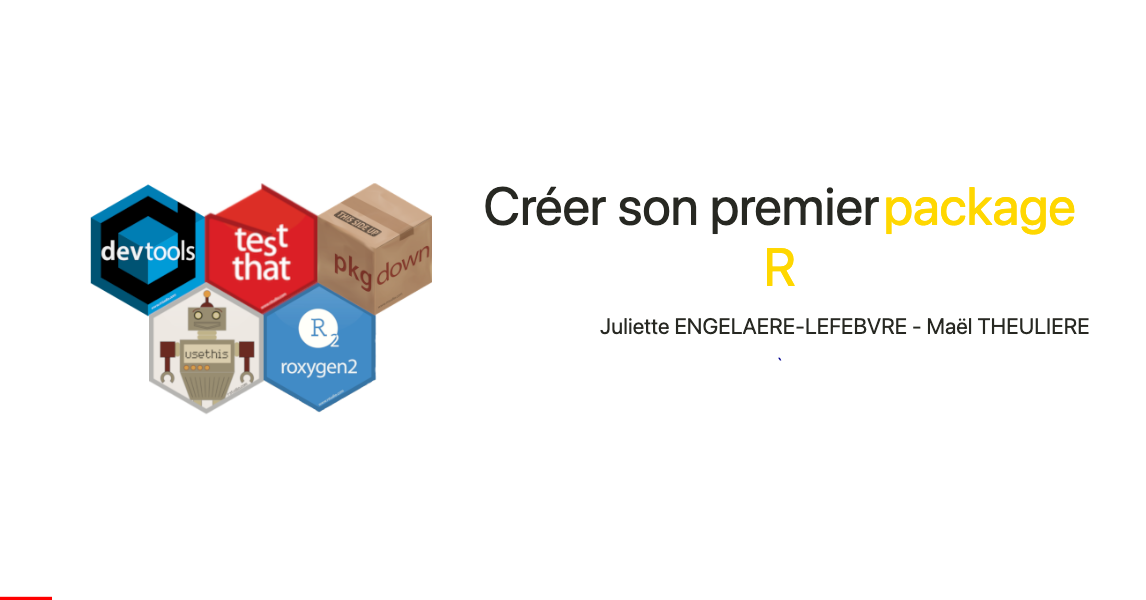 Créer son premier package
R
Juliette ENGELAERE-LEFEBVRE - Maël THEULIERE
`
devtools
test
that
THIS SIDE UP
pkgdown
usethis
R
2
roxygen2